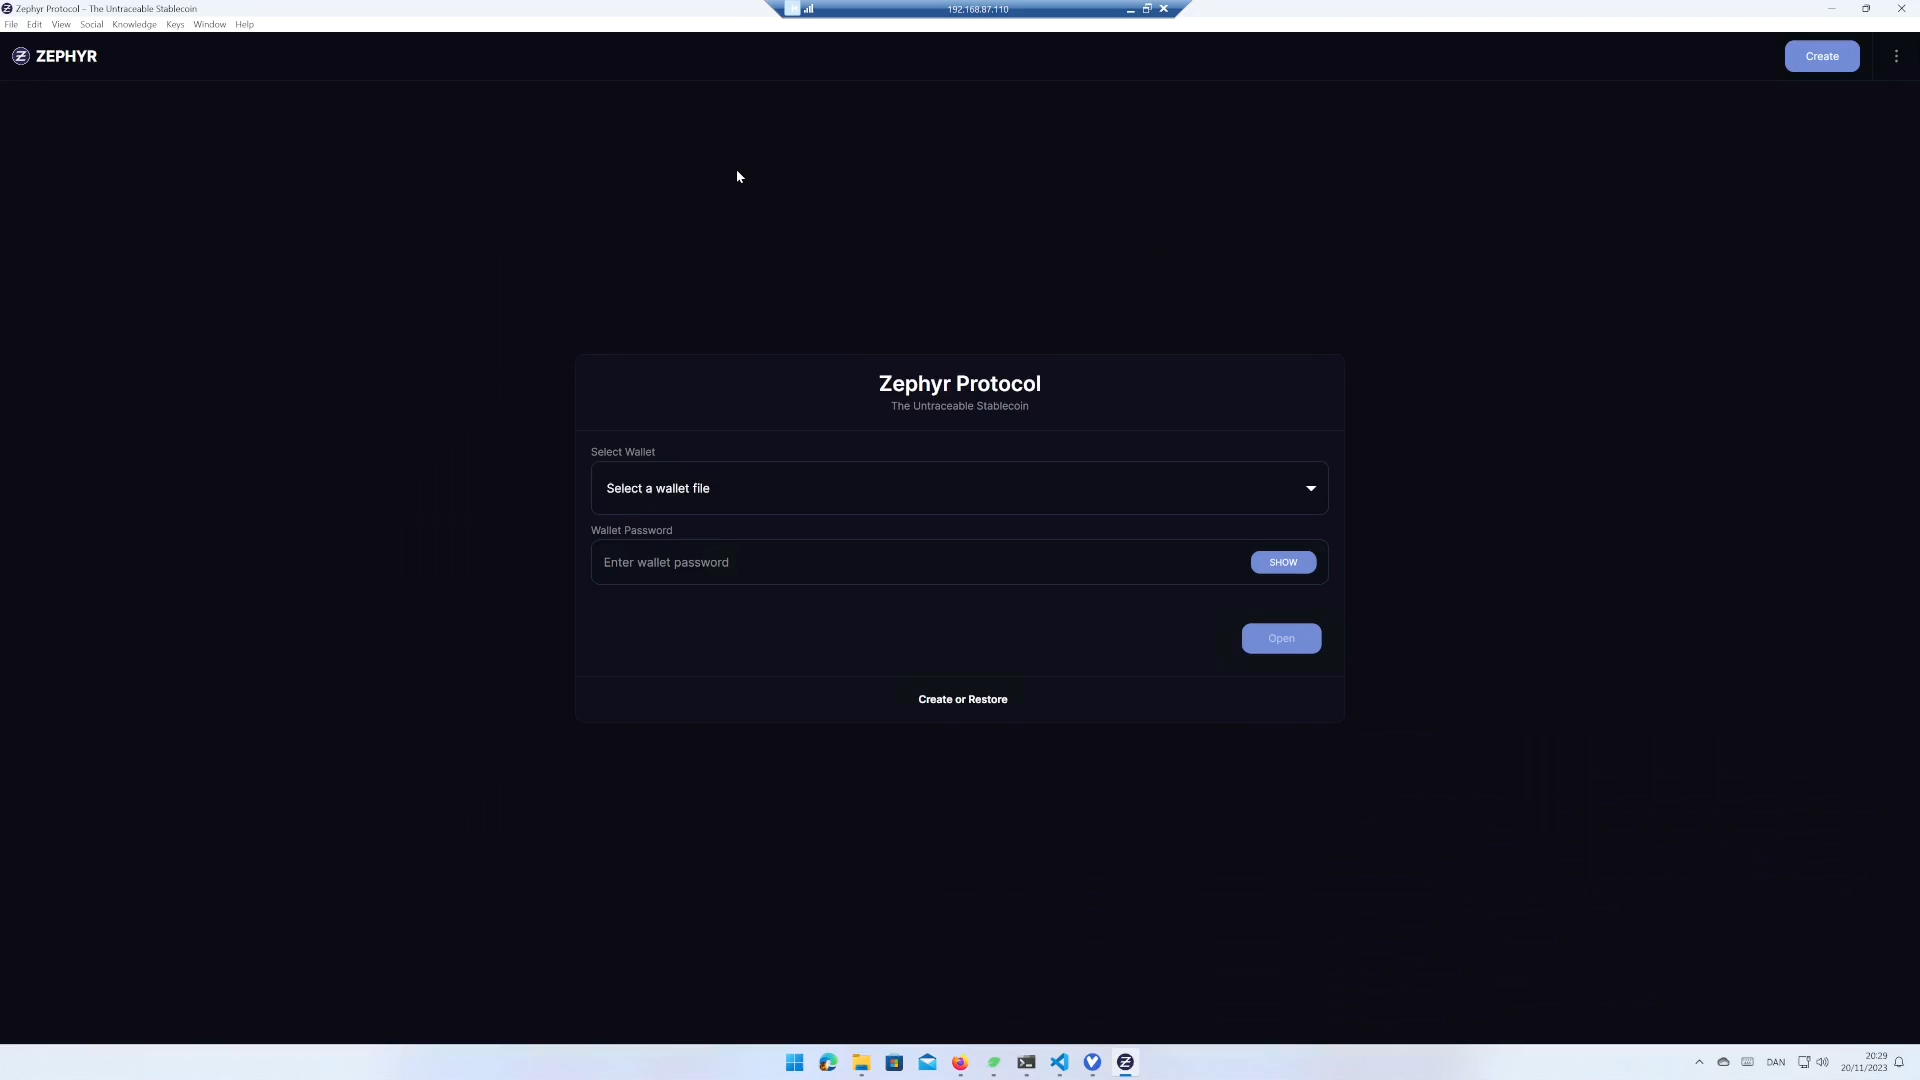 Zephyr Protocol – The Untraceable Stablecoin
192.168.87.110
File Edit View Social Knowledge Keys Window Help
ZEPHYR
Create
Zephyr Protocol
The Untraceable Stablecoin
Select Wallet
Select a wallet file
Wallet Password
Enter wallet password
SHOW
Open
Create or Restore
DAN
20:29
20/11/2023